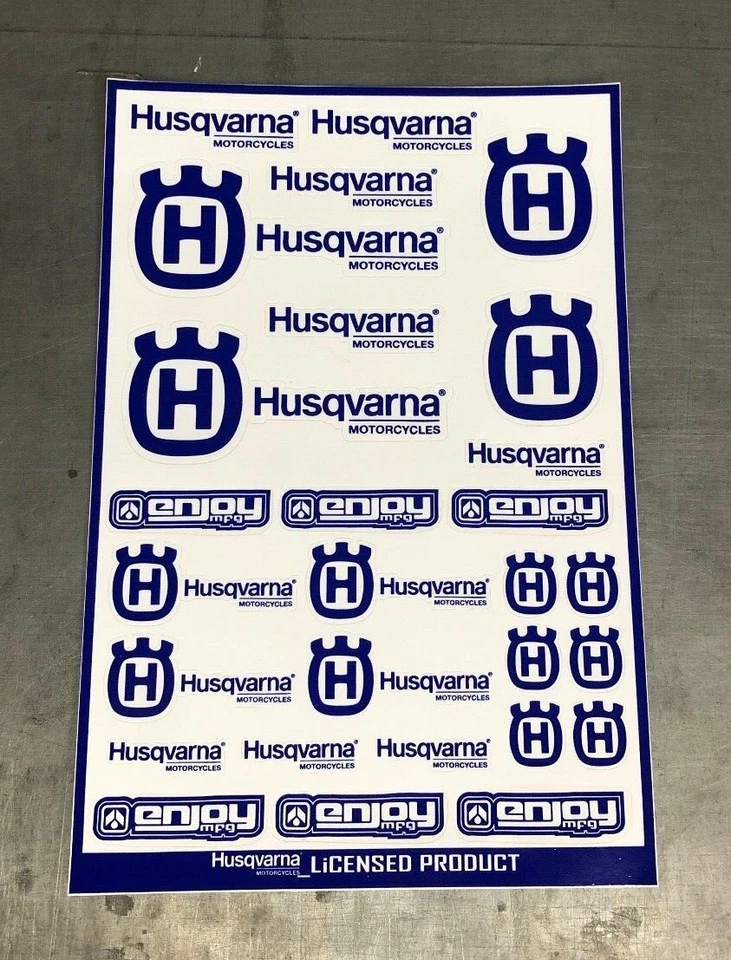 Husqvarna® Husqvarna®
MOTORCYCLES MOTORCYCLES
H
H
Husqvarna®
MOTORCYCLES
Husqvarna®
MOTORCYCLES
H
H
Husqvarna®
MOTORCYCLES
Husqvarna®
MOTORCYCLES
Husqvarna®
MOTORCYCLES
enjoy mfg enjoy mfg enjoy mfg
H Husqvarna® H Husqvarna® H H
MOTORCYCLES MOTORCYCLES
H Husqvarna® H Husqvarna® H H
MOTORCYCLES MOTORCYCLES
Husqvarna® Husqvarna® Husqvarna® H H
MOTORCYCLES MOTORCYCLES MOTORCYCLES
enjoy mfg enjoy mfg enjoy mfg
Husqvarna® MOTORCYCLES_LiCENSED PRODUCT